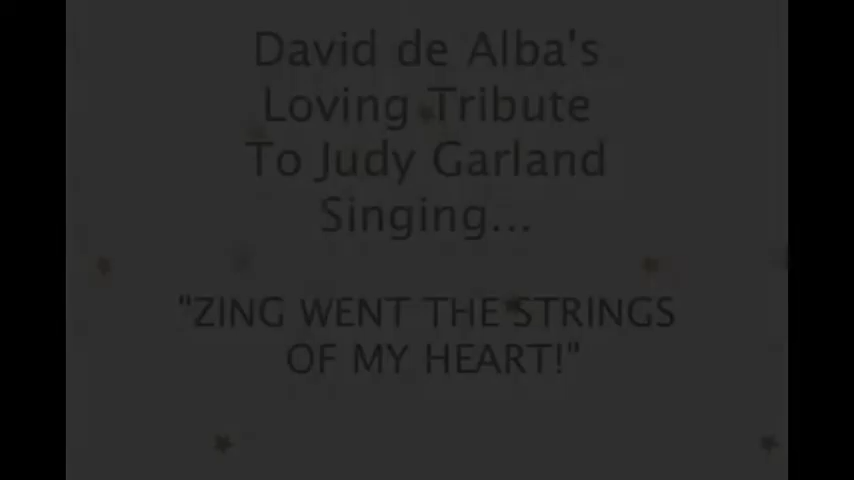 David de Alba's
Loving Tribute
To Judy Garland
Singing...
"ZING WENT THE STRINGS
OF MY HEART!"